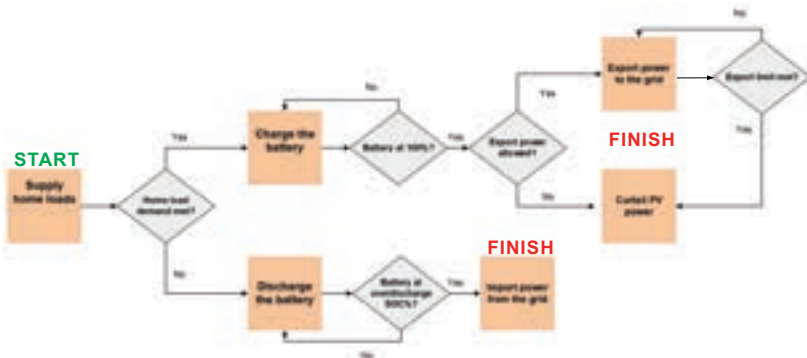 No
Export power
to the grid
Export limit met?
Yes
No
Yes
Charge the
battery
Battery at 100%?
Yes
Export power
allowed?
FINISH
Yes
START
Supply
home loads
Home load
demand met?
No
Curtail PV
power
FINISH
No
Discharge
the battery
Battery at
overdischarge
SOC%?
Yes
Import power
from the grid